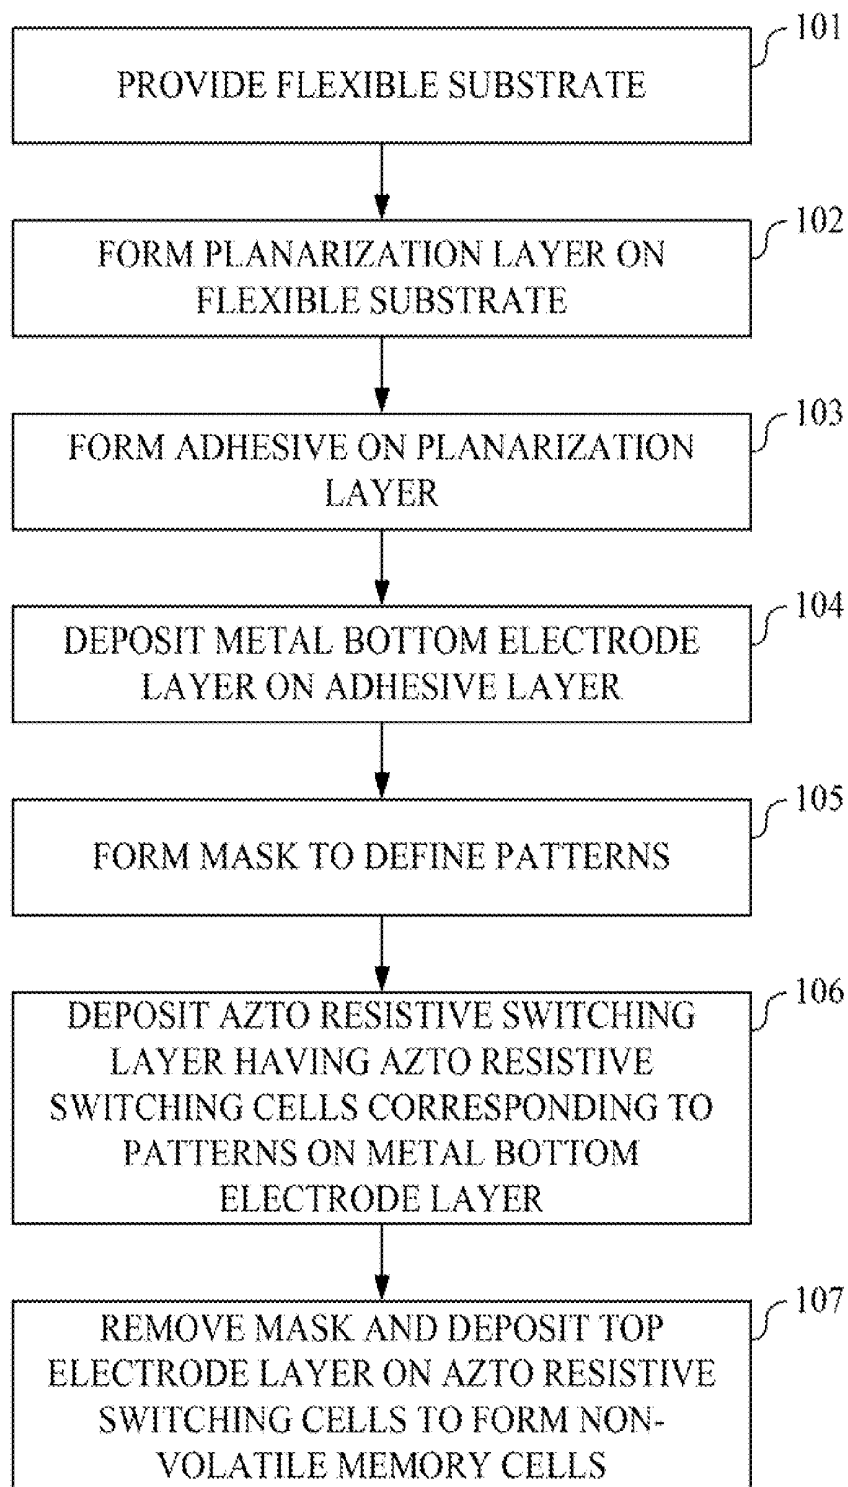 101
PROVIDE FLEXIBLE SUBSTRATE
102
FORM PLANARIZATION LAYER ON
FLEXIBLE SUBSTRATE
103
FORM ADHESIVE ON PLANARIZATION
LAYER
104
DEPOSIT METAL BOTTOM ELECTRODE
LAYER ON ADHESIVE LAYER
105
FORM MASK TO DEFINE PATTERNS
106
DEPOSIT AZTO RESISTIVE SWITCHING
LAYER HAVING AZTO RESISTIVE
SWITCHING CELLS CORRESPONDING TO
PATTERNS ON METAL BOTTOM
ELECTRODE LAYER
107
REMOVE MASK AND DEPOSIT TOP
ELECTRODE LAYER ON AZTO RESISTIVE
SWITCHING CELLS TO FORM NON-
VOLATILE MEMORY CELLS